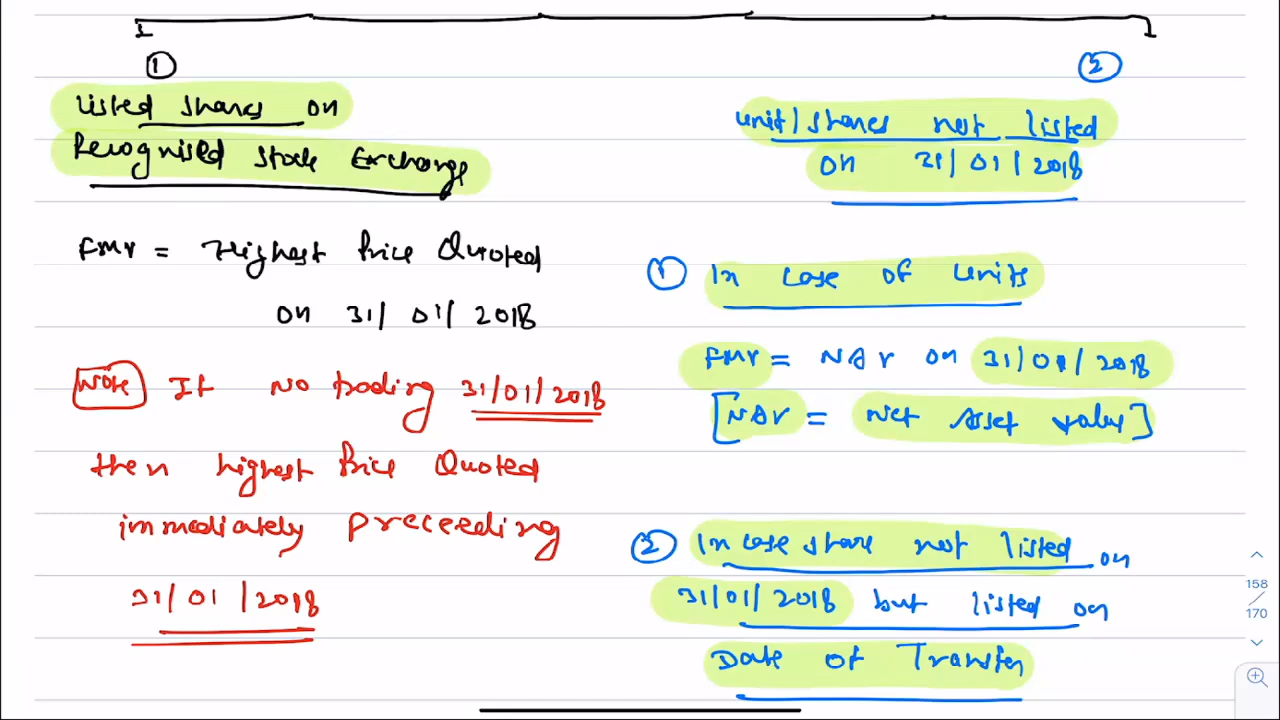 ①
Listed shares on
Recognised Stock Exchange
FMV = Highest Price Quoted
on 31/ 01/ 2018
Note If no trading 31/01/2018
then highest Price Quoted
immediately preceeding
31/ 01 / 2018
②
unit/shares not listed
on 31/ 01 / 2018
① In case of units
FMV = NAV on 31/01/2018
[NAV = Net Asset value]
② In case share not listed on
31/01/2018 but listed on
Date of Transfer
158
170